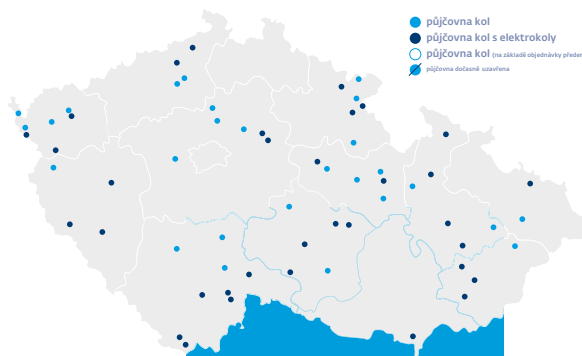 půjčovna kol
půjčovna kol s elektrokoly
půjčovna kol (na základě objednávky předem
půjčovna dočasně uzavřena